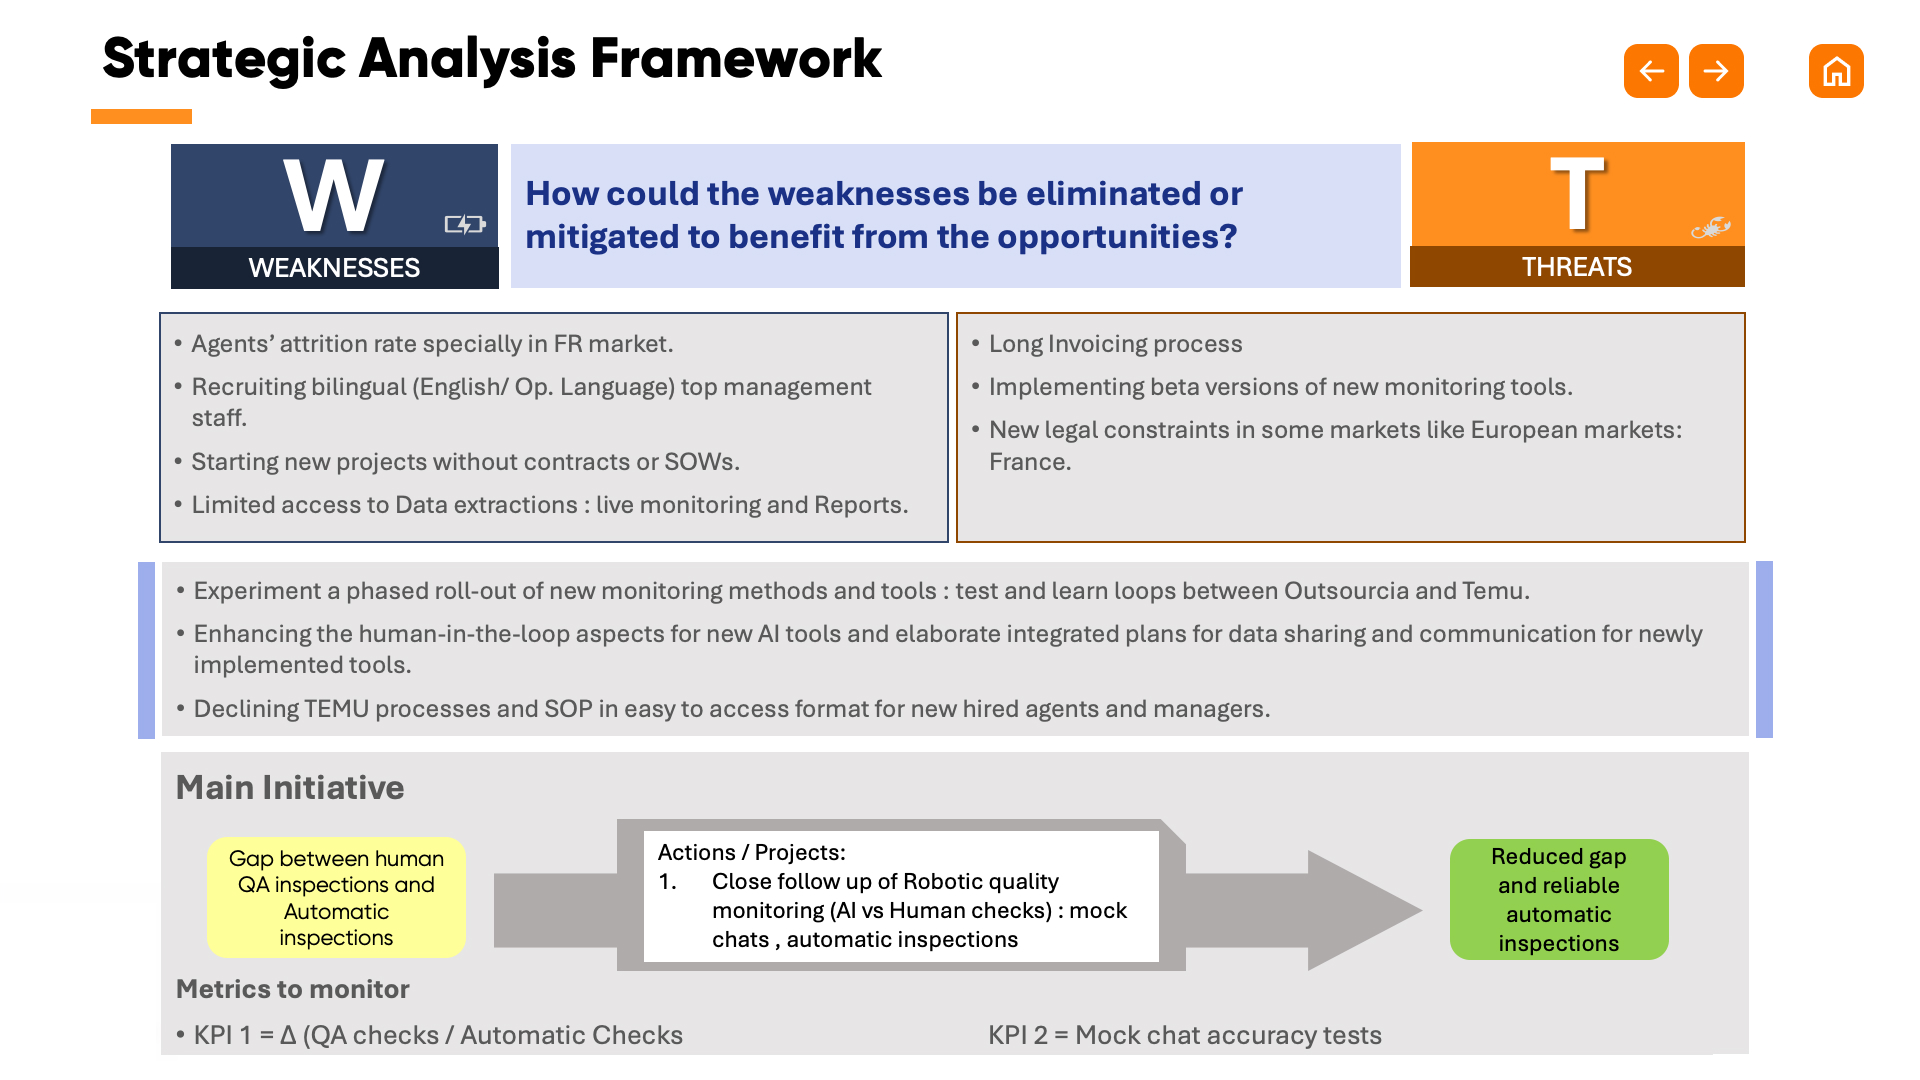 Strategic Analysis Framework
W
WEAKNESSES
How could the weaknesses be eliminated or
mitigated to benefit from the opportunities?
T
THREATS
• Agents’ attrition rate specially in FR market.
• Recruiting bilingual (English/ Op. Language) top management
staff.
• Starting new projects without contracts or SOWs.
• Limited access to Data extractions : live monitoring and Reports.
• Long Invoicing process
• Implementing beta versions of new monitoring tools.
• New legal constraints in some markets like European markets:
France.
• Experiment a phased roll-out of new monitoring methods and tools : test and learn loops between Outsourcia and Temu.
• Enhancing the human-in-the-loop aspects for new AI tools and elaborate integrated plans for data sharing and communication for newly
implemented tools.
• Declining TEMU processes and SOP in easy to access format for new hired agents and managers.
Main Initiative
Gap between human
QA inspections and
Automatic
inspections
Actions / Projects:
1. Close follow up of Robotic quality
monitoring (AI vs Human checks) : mock
chats , automatic inspections
Reduced gap
and reliable
automatic
inspections
Metrics to monitor
• KPI 1 = Δ (QA checks / Automatic Checks
KPI 2 = Mock chat accuracy tests